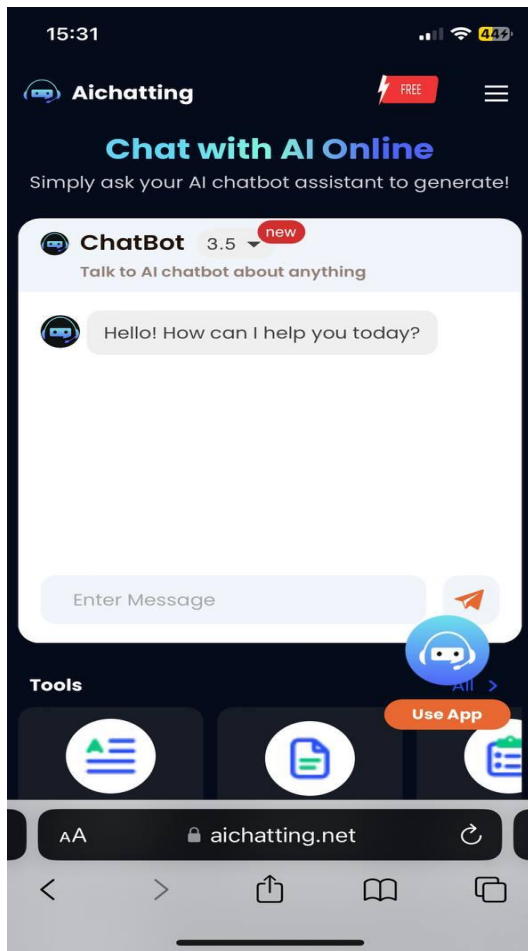 15:31
44
Aichatting
FREE
Chat with AI Online
Simply ask your AI chatbot assistant to generate!
ChatBot 3.5 new
Talk to AI chatbot about anything
Hello! How can I help you today?
Enter Message
Tools
All >
Use App
AA aichatting.net